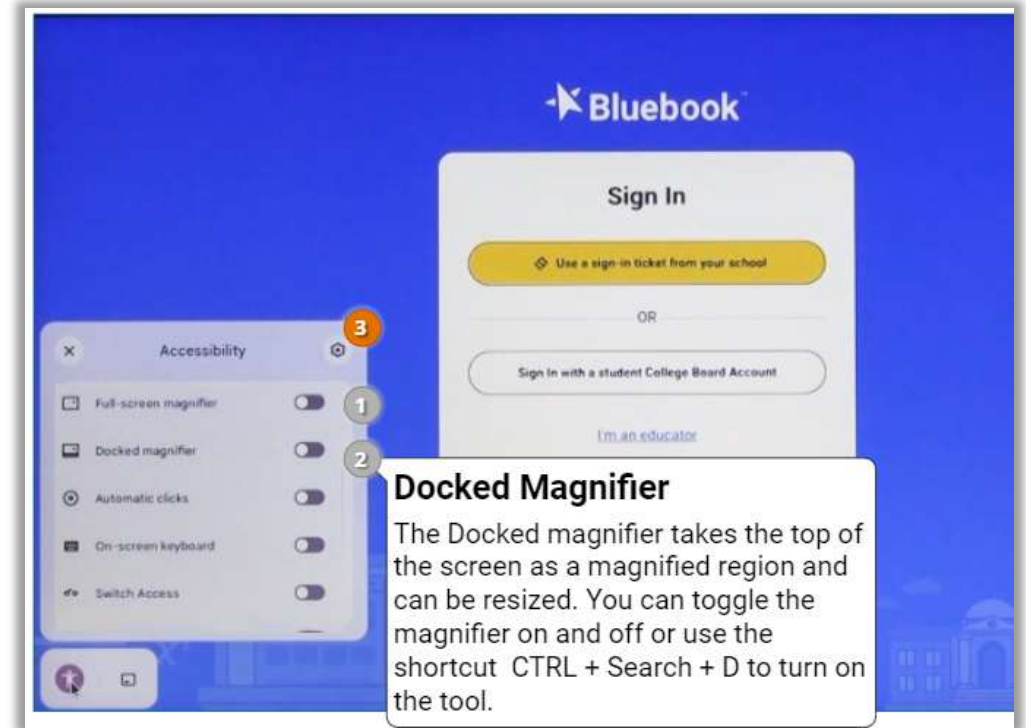 Bluebook
Sign In
Use a sign-in ticket from your school
OR
Sign In with a student College Board Account
I'm an educator
3
Accessibility
Full-screen magnifier
1
Docked magnifier
2
Automatic clicks
On-screen keyboard
Switch Access
Docked Magnifier
The Docked magnifier takes the top of
the screen as a magnified region and
can be resized. You can toggle the
magnifier on and off or use the
shortcut CTRL + Search + D to turn on
the tool.